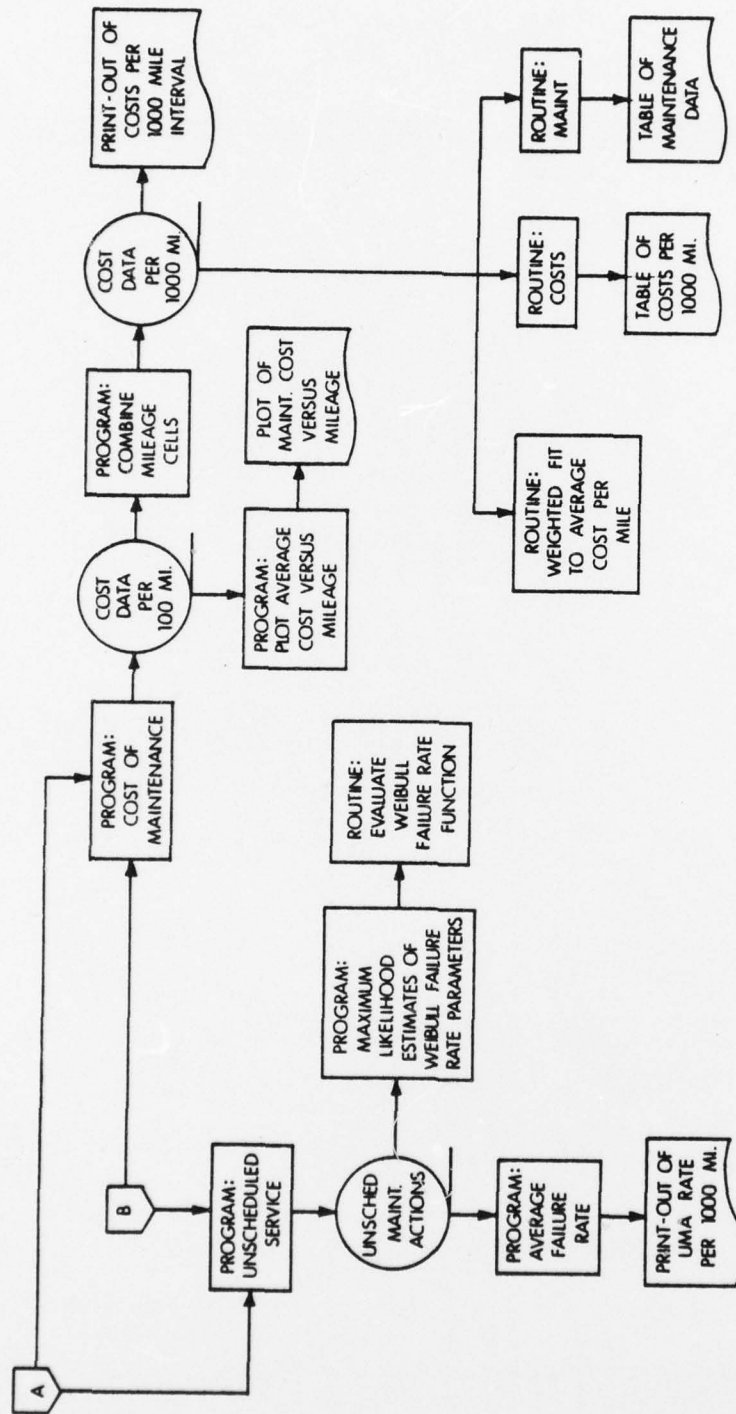 A
B
PROGRAM:
COST OF
MAINTENANCE
COST
DATA
PER
100 MI.
PROGRAM:
COMBINE
MILEAGE
CELLS
COST
DATA
PER
1000 MI.
PRINT-OUT OF
COSTS PER
1000 MILE
INTERVAL
PROGRAM:
PLOT AVERAGE
COST VERSUS
MILEAGE
PLOT OF
MAINT. COST
VERSUS
MILEAGE
PROGRAM:
UNSCHEDULED
SERVICE
UNSCHED
MAINT.
ACTIONS
PROGRAM:
MAXIMUM
LIKELIHOOD
ESTIMATES OF
WEIBULL FAILURE
RATE PARAMETERS
ROUTINE:
EVALUATE
WEIBULL
FAILURE RATE
FUNCTION
PROGRAM:
AVERAGE
FAILURE
RATE
PRINT-OUT OF
UMA RATE
PER 1000 MI.
ROUTINE:
WEIGHTED FIT
TO AVERAGE
COST PER
MILE
ROUTINE:
COSTS
TABLE OF
COSTS PER
1000 MI.
ROUTINE:
MAINT
TABLE OF
MAINTENANCE
DATA